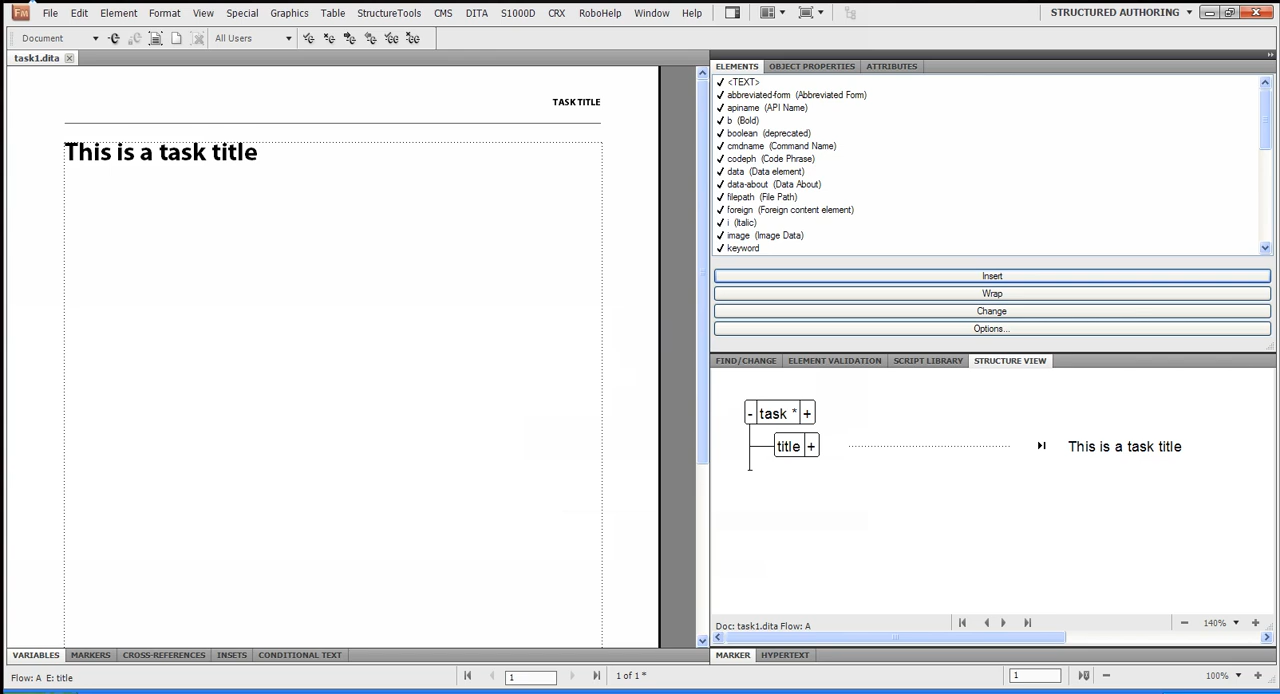 Fm File Edit Element Format View Special Graphics Table StructureTools CMS DITA S1000D CRX RoboHelp Window Help STRUCTURED AUTHORING
Document All Users
task1.dita
TASK TITLE
This is a task title
ELEMENTS OBJECT PROPERTIES ATTRIBUTES
<TEXT>
abbreviated-form (Abbreviated Form)
apiname (API Name)
b (Bold)
boolean (deprecated)
cmdname (Command Name)
codeph (Code Phrase)
data (Data element)
data-about (Data About)
filepath (File Path)
foreign (Foreign content element)
i (Italic)
image (Image Data)
keyword
Insert
Wrap
Change
Options...
FIND/CHANGE ELEMENT VALIDATION SCRIPT LIBRARY STRUCTURE VIEW
- task * +
title + This is a task title
Doc: task1.dita Flow: A 140%
VARIABLES MARKERS CROSS-REFERENCES INSETS CONDITIONAL TEXT
MARKER HYPERTEXT
Flow: A E: title 1 1 of 1 * 1 100%